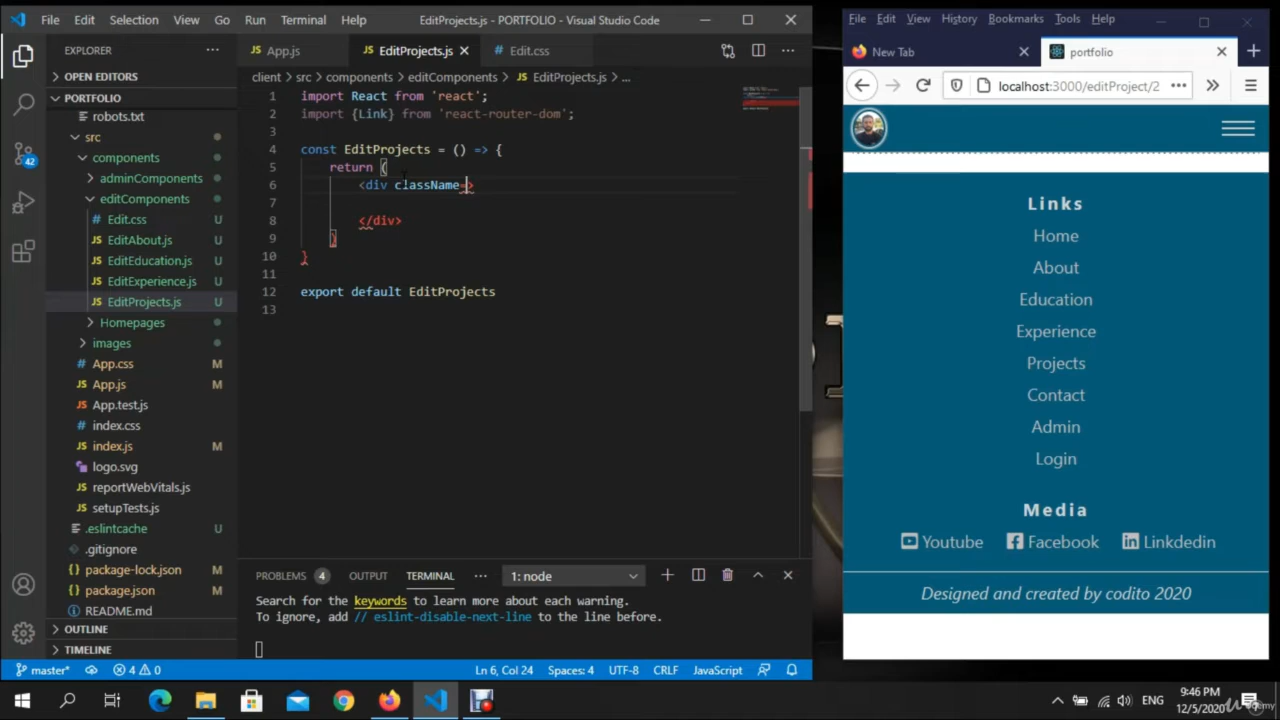 File Edit Selection View Go Run Terminal Help EditProjects.js - PORTFOLIO - Visual Studio Code
EXPLORER
OPEN EDITORS
RTFOLIO
robots.txt
src
components
adminComponents
editComponents
Edit.css U
EditAbout.js U
EditEducation.js U
EditExperience.js U
EditProjects.js U
Homepages
images
App.css M
App.js M
App.test.js
index.css
index.js M
logo.svg
reportWebVitals.js
setupTests.js
.eslintcache U
.gitignore
package-lock.json M
package.json M
README.md
OUTLINE
TIMELINE
42
App.js EditProjects.js Edit.css
client > src > components > editComponents > EditProjects.js > ...
1 import React from 'react';
2 ort {Link} from 'react-router-dom';
3
4 const EditProjects = () => {
5 return (
6 <div className=>
7
8 </div>
9 )
10 }
11
12 export default EditProjects
13
PROBLEMS 4 OUTPUT TERMINAL ... 1: node
Search for the keywords to learn more about each warning.
To ignore, add // eslint-disable-next-line to the line before.
master* 4 0 Ln 6, Col 24 Spaces: 4 UTF-8 CRLF JavaScript
File Edit View History Bookmarks Tools Help
New Tab portfolio
localhost:3000/editProject/2
Links
Home
About
Education
Experience
Projects
Contact
Admin
Login
Media
Youtube Facebook Linkdedin
Designed and created by codito 2020
ENG
9:46 PM
12/5/2020